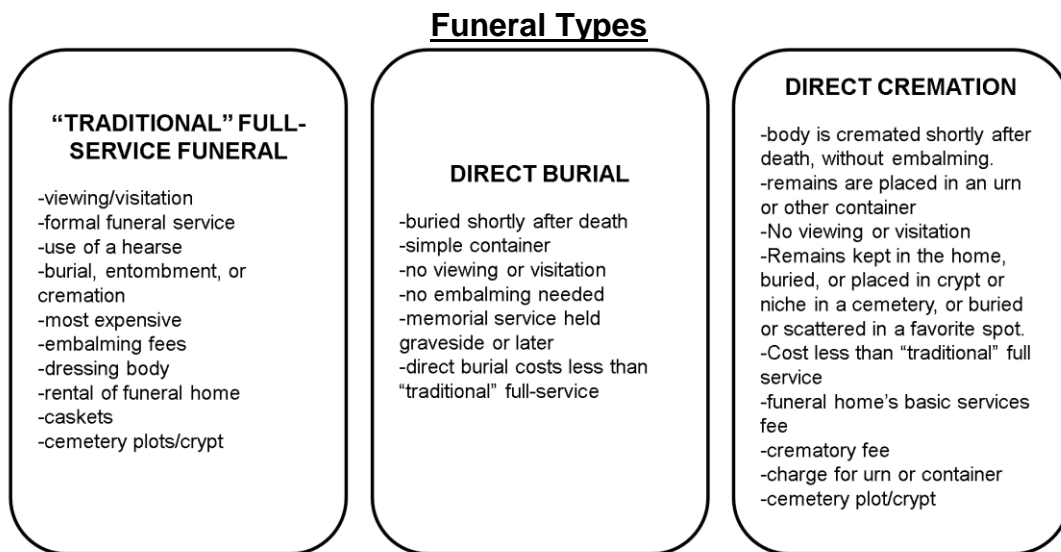 Funeral Types
“TRADITIONAL” FULL-
SERVICE FUNERAL
-viewing/visitation
-formal funeral service
-use of a hearse
-burial, entombment, or
cremation
-most expensive
-embalming fees
-dressing body
-rental of funeral home
-caskets
-cemetery plots/crypt
DIRECT BURIAL
-buried shortly after death
-simple container
-no viewing or visitation
-no embalming needed
-memorial service held
graveside or later
-direct burial costs less than
“traditional” full-service
DIRECT CREMATION
-body is cremated shortly after
death, without embalming.
-remains are placed in an urn
or other container
-No viewing or visitation
-Remains kept in the home,
buried, or placed in crypt or
niche in a cemetery, or buried
or scattered in a favorite spot.
-Cost less than “traditional” full
service
-funeral home’s basic services
fee
-crematory fee
-charge for urn or container
-cemetery plot/crypt